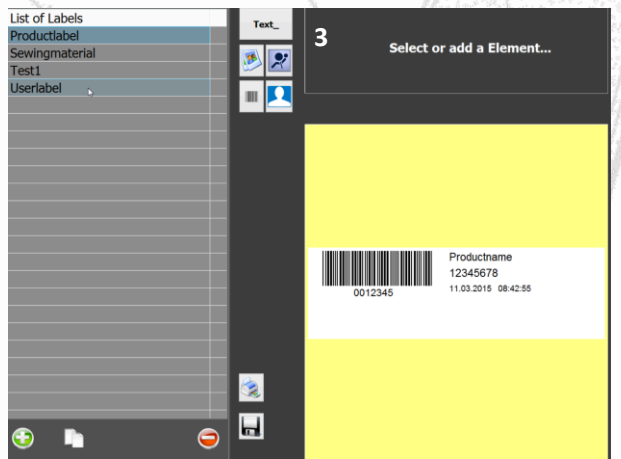 List of Labels
Productlabel
Sewingmaterial
Test1
Userlabel
Text_
3
Select or add a Element...
Productname
12345678
0012345
11.03.2015 08:42:55